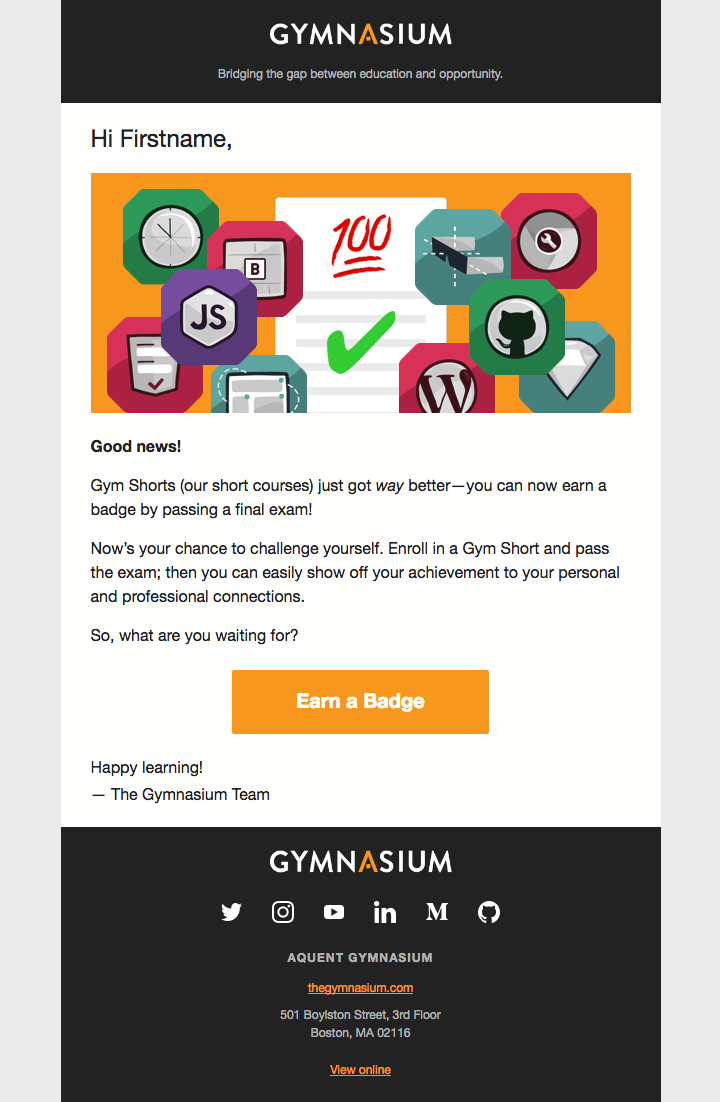 GYMNASIUM
Bridging the gap between education and opportunity.
Hi Firstname,
100
B
JS
W
Good news!
Gym Shorts (our short courses) just got way better—you can now earn a
badge by passing a final exam!
Now’s your chance to challenge yourself. Enroll in a Gym Short and pass
the exam; then you can easily show off your achievement to your personal
and professional connections.
So, what are you waiting for?
Earn a Badge
Happy learning!
— The Gymnasium Team
GYMNASIUM
in
M
AQUENT GYMNASIUM
thegymnasium.com
501 Boylston Street, 3rd Floor
Boston, MA 02116
View online